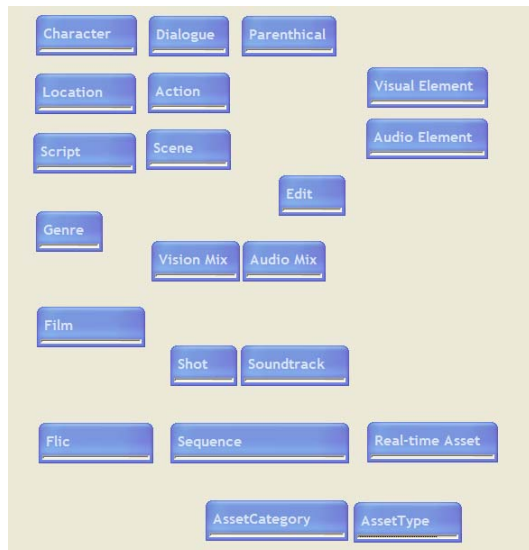 Character
Dialogue
Parenthical
Location
Action
Visual Element
Script
Scene
Audio Element
Edit
Genre
Vision Mix
Audio Mix
Film
Shot
Soundtrack
Flic
Sequence
Real-time Asset
AssetCategory
AssetType